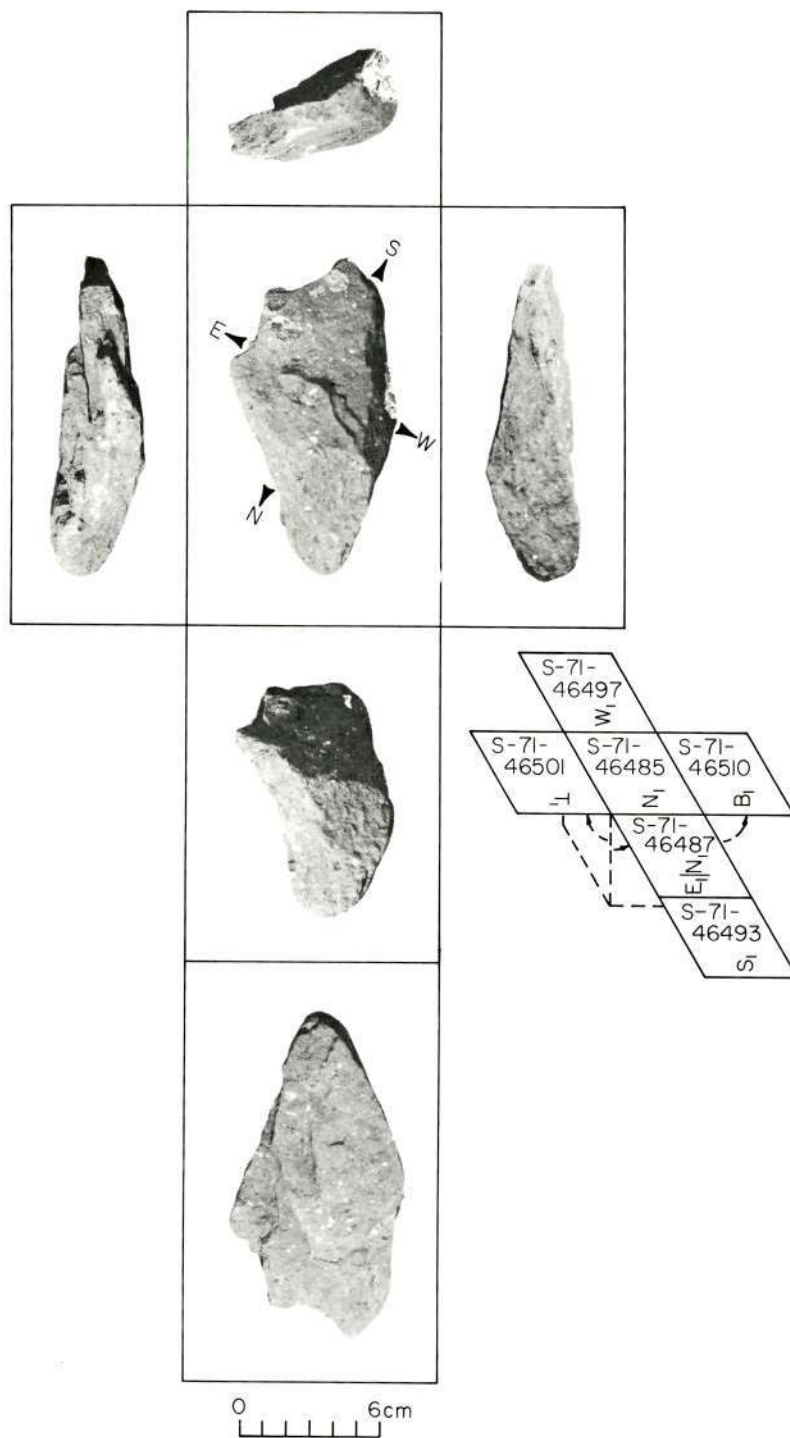 S
E
W
N
S-71-
46497
W₁
S-71-
46501
T₁
S-71-
46485
N₁
S-71-
46510
B₁
S-71-
46487
E₁|N₁
S-71-
46493
S₁
0 6cm